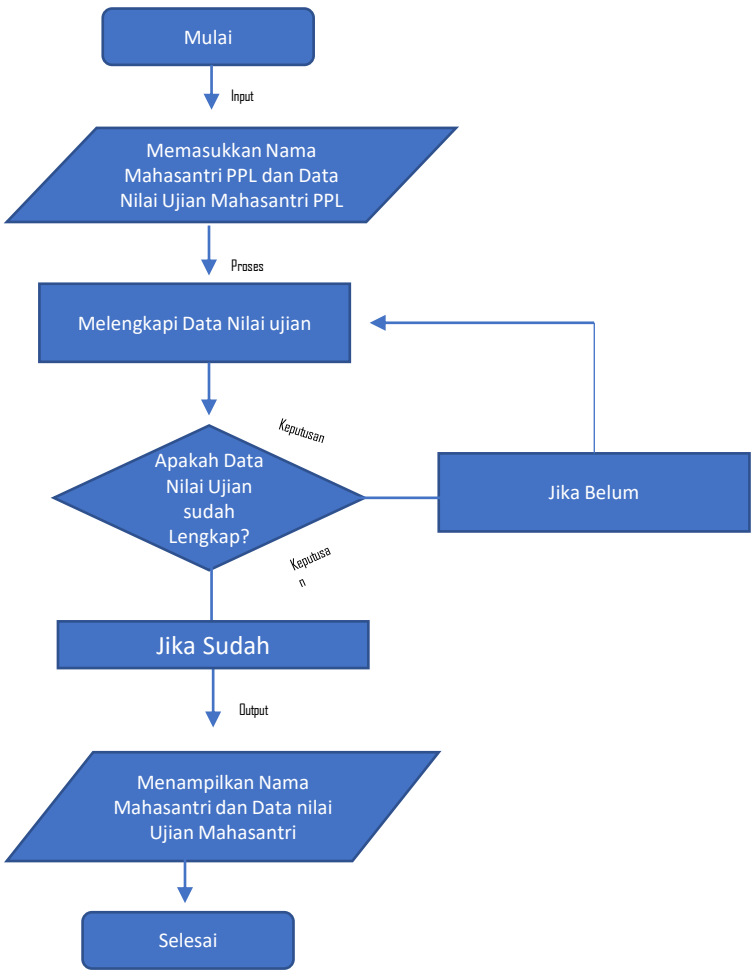 Mulai
Input
Memasukkan Nama
Mahasantri PPL dan Data
Nilai Ujian Mahasantri PPL
Proses
Melengkapi Data Nilai ujian
Keputusan
Apakah Data
Nilai Ujian
sudah
Lengkap?
Jika Belum
Keputusa
n
Jika Sudah
Output
Menampilkan Nama
Mahasantri dan Data nilai
Ujian Mahasantri
Selesai